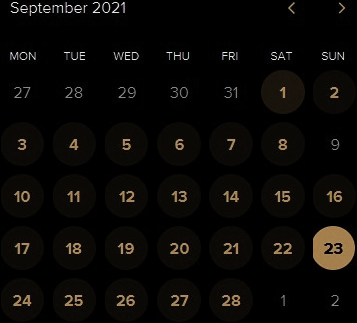 September 2021
MON TUE WED THU FRI SAT SUN
27 28 29 30 31 1 2
3 4 5 6 7 8 9
10 11 12 13 14 15 16
17 18 19 20 21 22 23
24 25 26 27 28 1 2